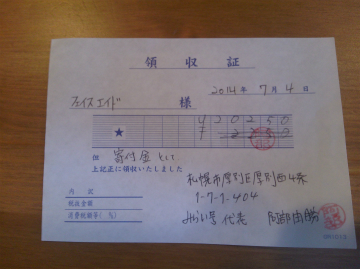 領収証
2014年 7月 4日
フェイスエイド 様
★ 420250
但 寄付金として
上記正に領収いたしました
札幌市厚別区厚別西4条
1-7-1-404
内訳
税抜金額
消費税額等( %)
みらい号 代表 阿部由勝